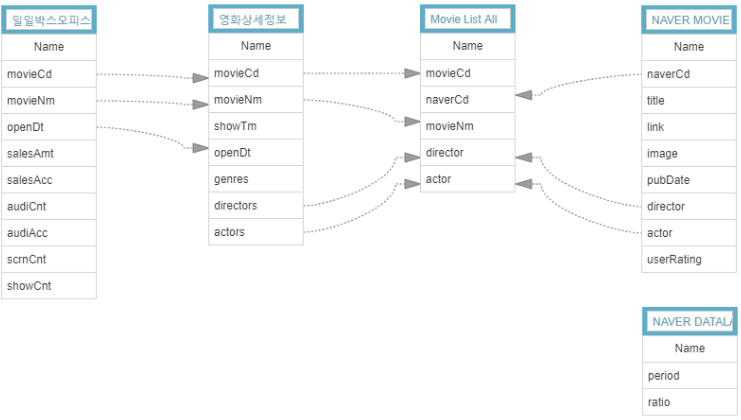 일일박스오피스
Name
movieCd
movieNm
openDt
salesAmt
salesAcc
audiCnt
audiAcc
scrnCnt
showCnt
영화상세정보
Name
movieCd
movieNm
showTm
openDt
genres
directors
actors
Movie List All
Name
movieCd
naverCd
movieNm
director
actor
NAVER MOVIE
Name
naverCd
title
link
image
pubDate
director
actor
userRating
NAVER DATALA
Name
period
ratio